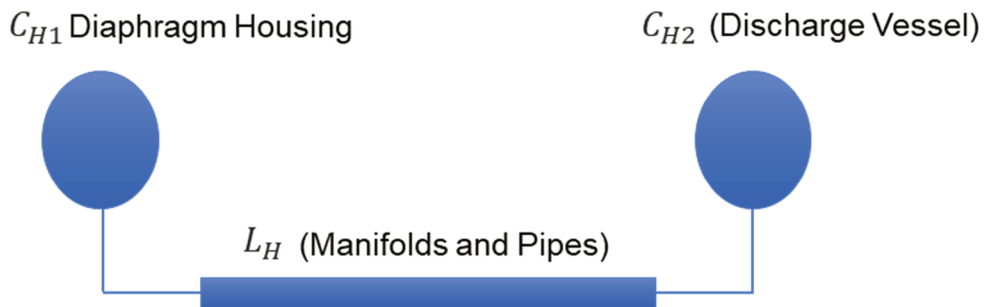 C_{H1} Diaphragm Housing
C_{H2} (Discharge Vessel)
L_H (Manifolds and Pipes)